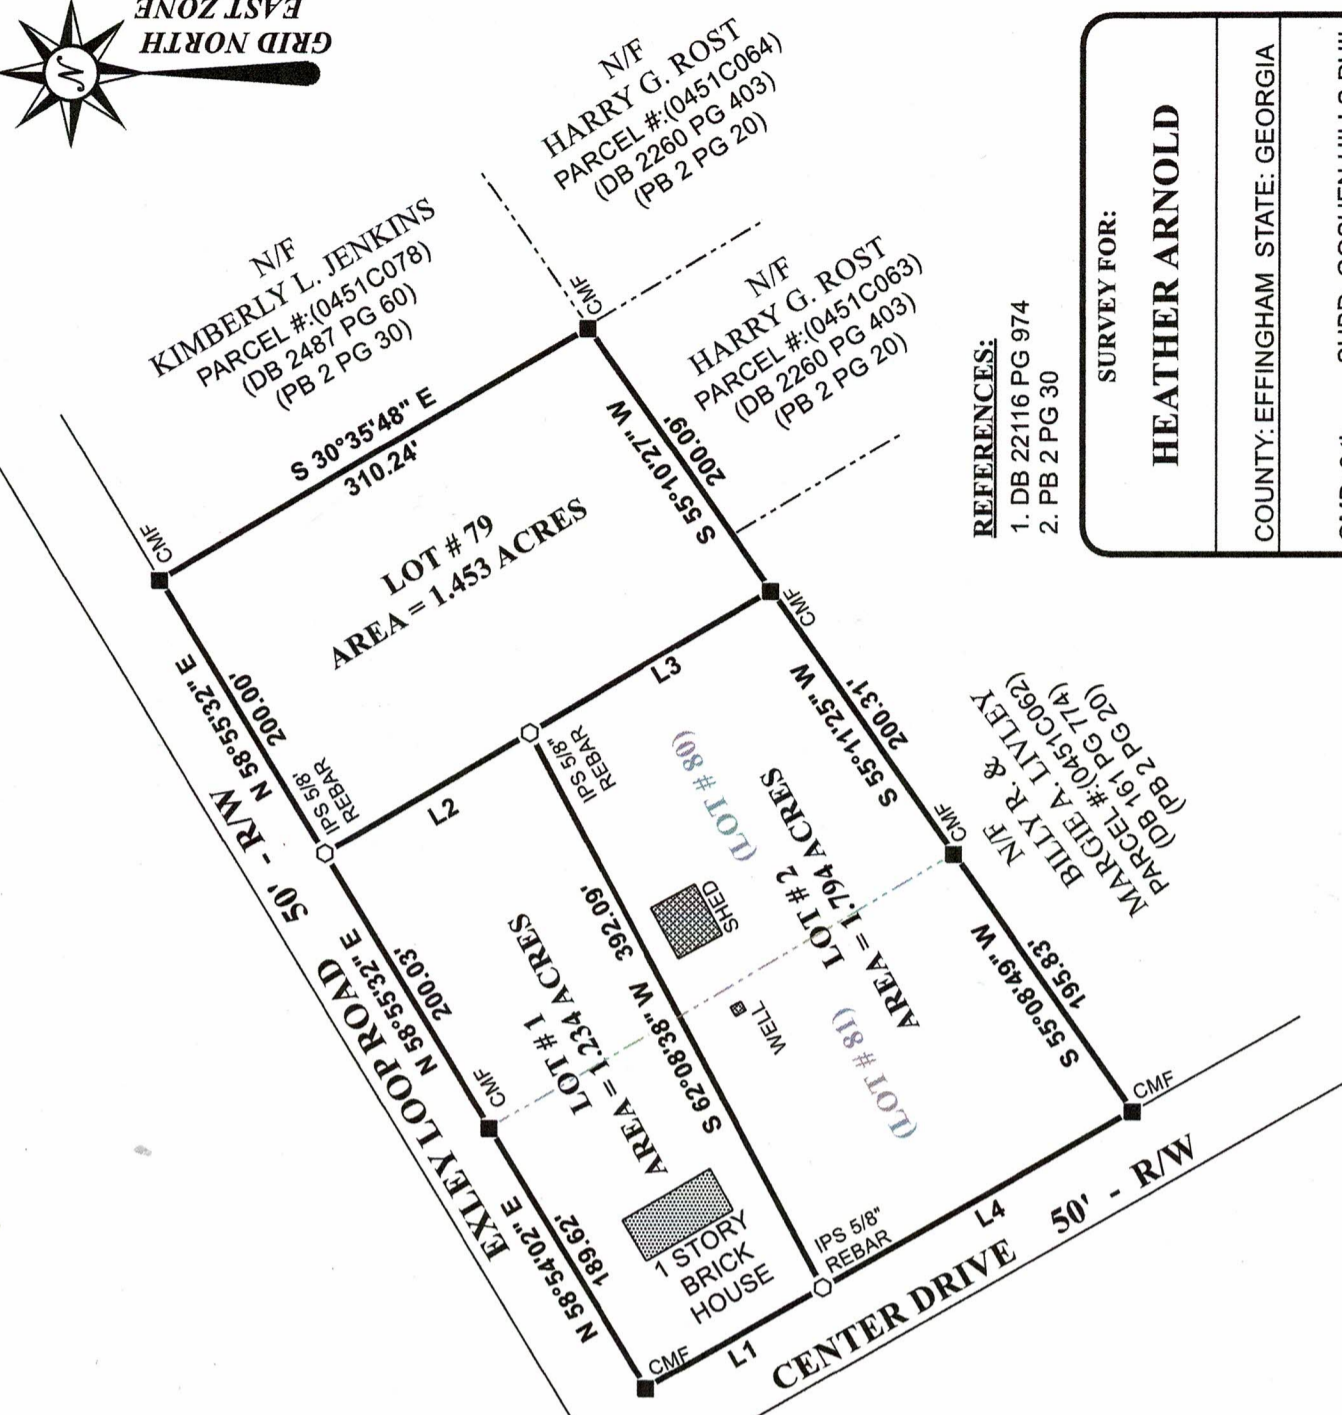 GRID NORTH
EAST ZONE
N
N/F
HARRY G. ROST
PARCEL #:(0451C064)
(DB 2260 PG 403)
(PB 2 PG 20)
N/F
KIMBERLY L. JENKINS
PARCEL #:(0451C078)
(DB 2487 PG 60)
(PB 2 PG 30)
N/F
HARRY G. ROST
PARCEL #:(0451C063)
(DB 2260 PG 403)
(PB 2 PG 20)
CMF
S 30°35'48" E
310.24'
CMF
S 55°10'27" W
200.09'
LOT # 79
AREA = 1.453 ACRES
N 58°55'32" E
200.00'
IPS 5/8'
REBAR
L3
CMF
L2
IPS 5/8"
REBAR
50' - R/W
EXLEY LOOP ROAD
N 58°55'32" E
200.03'
CMF
LOT # 1
AREA = 1.234 ACRES
S 62°08'38" W 392.09'
SHED
WELL
(LOT # 80)
LOT # 2
AREA = 1.794 ACRES
(LOT # 81)
S 55°11'25" W
200.31'
CMF
N/F
BILLY R. &
MARGIE A. LIVLEY
PARCEL #:(0451C062)
(DB 1161 PG 774)
(PB 2 PG 20)
S 55°08'49" W
195.83'
CMF
N 58°54'02" E
189.62'
1 STORY
BRICK
HOUSE
CMF
L1
IPS 5/8"
REBAR
L4
CENTER DRIVE 50' - R/W
REFERENCES:
1. DB 22116 PG 974
2. PB 2 PG 30
SURVEY FOR:
HEATHER ARNOLD
COUNTY: EFFINGHAM STATE: GEORGIA